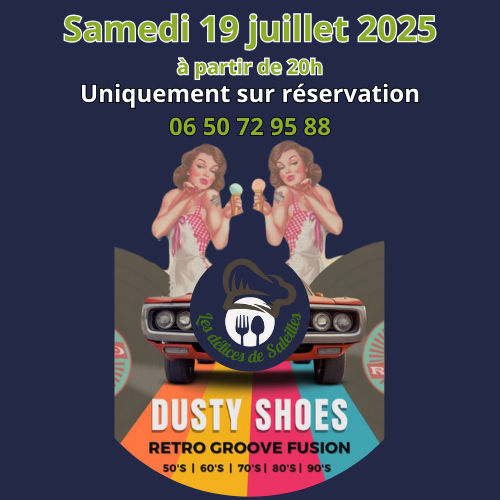 Samedi 19 juillet 2025
à partir de 20h
Uniquement sur réservation
06 50 72 95 88
Les délices de Saleilles
DUSTY SHOES
RETRO GROOVE FUSION
50'S | 60'S | 70'S | 80'S | 90'S